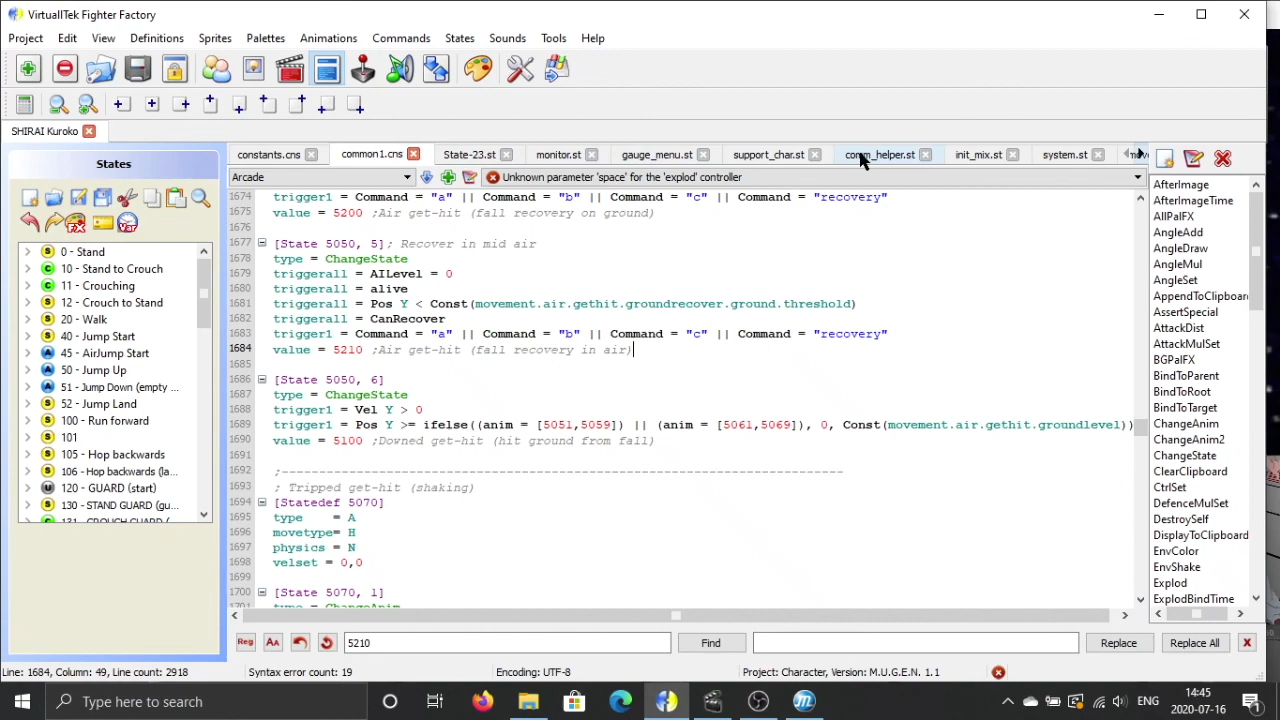 VirtuallTek Fighter Factory
Project Edit View Definitions Sprites Palettes Animations Commands States Sounds Tools Help
SHIRAI Kuroko
States
constants.cns common1.cns State-23.st monitor.st gauge_menu.st support_char.st comm_helper.st init_mix.st system.st
Arcade
Unknown parameter 'space' for the 'explod' controller
0 - Stand
10 - Stand to Crouch
11 - Crouching
12 - Crouch to Stand
20 - Walk
40 - Jump Start
45 - AirJump Start
50 - Jump Up
51 - Jump Down (empty ...
52 - Jump Land
100 - Run forward
101
105 - Hop backwards
106 - Hop backwards (la...
120 - GUARD (start)
130 - STAND GUARD (gu...
131 - CROUCH GUARD (...
1674 trigger1 = Command = "a" || Command = "b" || Command = "c" || Command = "recovery"
1675 value = 5200 ;Air get-hit (fall recovery on ground)
1676
1677 [State 5050, 5]; Recover in mid air
1678 type = ChangeState
1679 triggerall = AILevel = 0
1680 triggerall = alive
1681 triggerall = Pos Y < Const(movement.air.gethit.groundrecover.ground.threshold)
1682 triggerall = CanRecover
1683 trigger1 = Command = "a" || Command = "b" || Command = "c" || Command = "recovery"
1684 value = 5210 ;Air get-hit (fall recovery in air)
1685
1686 [State 5050, 6]
1687 type = ChangeState
1688 trigger1 = Vel Y > 0
1689 trigger1 = Pos Y >= ifelse((anim = [5051,5059]) || (anim = [5061,5069]), 0, Const(movement.air.gethit.groundlevel))
1690 value = 5100 ;Downed get-hit (hit ground from fall)
1691
1692 ;---------------------------------------------------------------------------
1693 ; Tripped get-hit (shaking)
1694 [Statedef 5070]
1695 type = A
1696 movetype= H
1697 physics = N
1698 velset = 0,0
1699
1700 [State 5070, 1]
1701 type = ChangeAnim
AfterImage
AfterImageTime
AllPalFX
AngleAdd
AngleDraw
AngleMul
AngleSet
AppendToClipboar
AssertSpecial
AttackDist
AttackMulSet
BGPalFX
BindToParent
BindToRoot
BindToTarget
ChangeAnim
ChangeAnim2
ChangeState
ClearClipboard
CtrlSet
DefenceMulSet
DestroySelf
DisplayToClipboar
EnvColor
EnvShake
Explod
ExplodBindTime
Reg AA 5210 Find Replace Replace All
Line: 1684, Column: 49, Line count: 2918 Syntax error count: 19 Encoding: UTF-8 Project: Character, Version: M.U.G.E.N. 1.1
Type here to search
ENG
14:45
2020-07-16
1